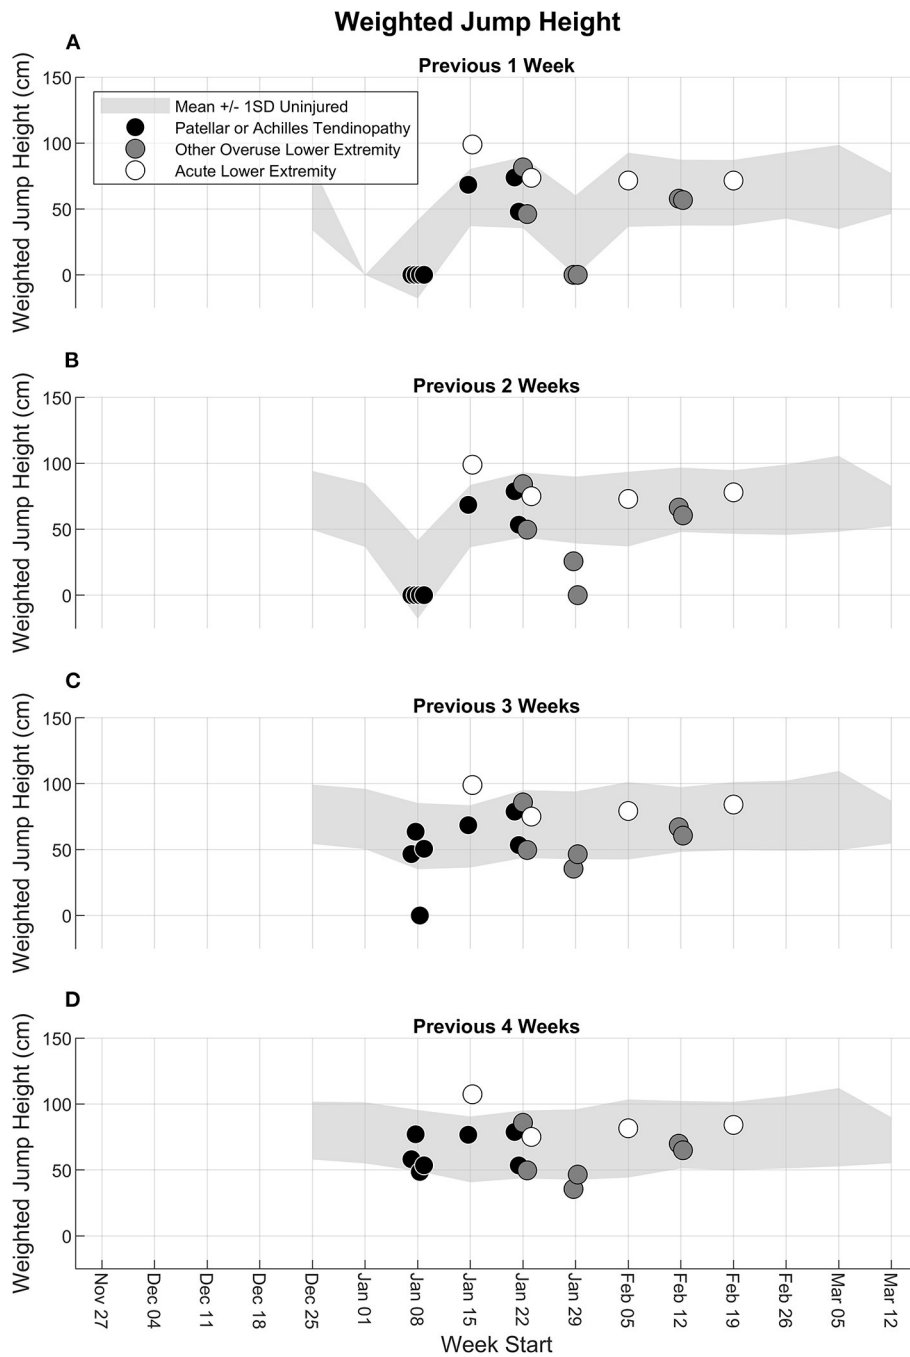 Weighted Jump Height
A
Previous 1 Week
Weighted Jump Height (cm)
150
100
50
0
Mean +/- 1SD Uninjured
Patellar or Achilles Tendinopathy
Other Overuse Lower Extremity
Acute Lower Extremity
B
Previous 2 Weeks
Weighted Jump Height (cm)
150
100
50
0
C
Previous 3 Weeks
Weighted Jump Height (cm)
150
100
50
0
D
Previous 4 Weeks
Weighted Jump Height (cm)
150
100
50
0
Nov 27
Dec 04
Dec 11
Dec 18
Dec 25
Jan 01
Jan 08
Jan 15
Jan 22
Jan 29
Feb 05
Feb 12
Feb 19
Feb 26
Mar 05
Mar 12
Week Start